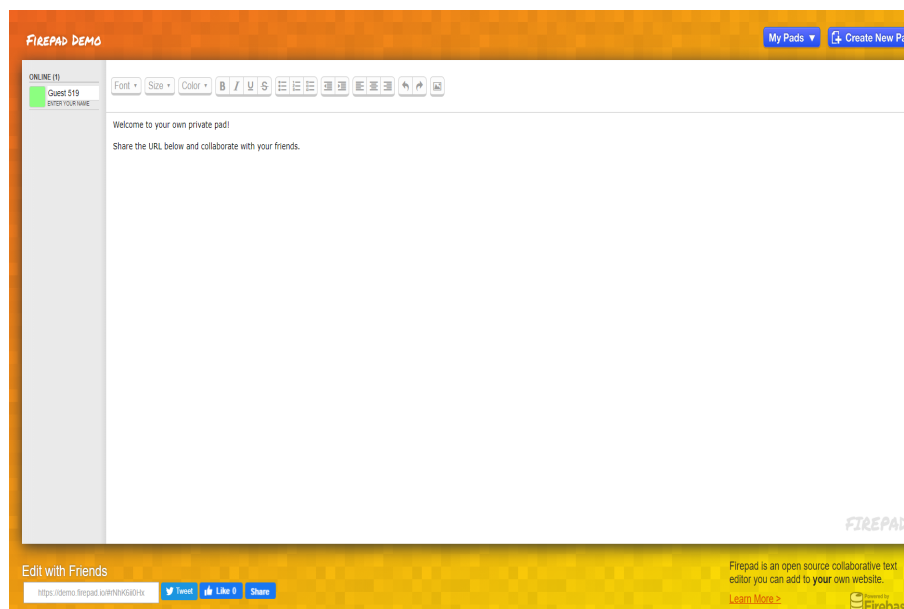 FIREPAD DEMO
My Pads ▼
Create New Pa
ONLINE (1)
Guest 519
ENTER YOUR NAME
Font
Size
Color
B I U S
Welcome to your own private pad!
Share the URL below and collaborate with your friends.
FIREPAD
Edit with Friends
Tweet
Like 0
Share
Firepad is an open source collaborative text
editor you can add to your own website.
Learn More >
Powered by
Firebas